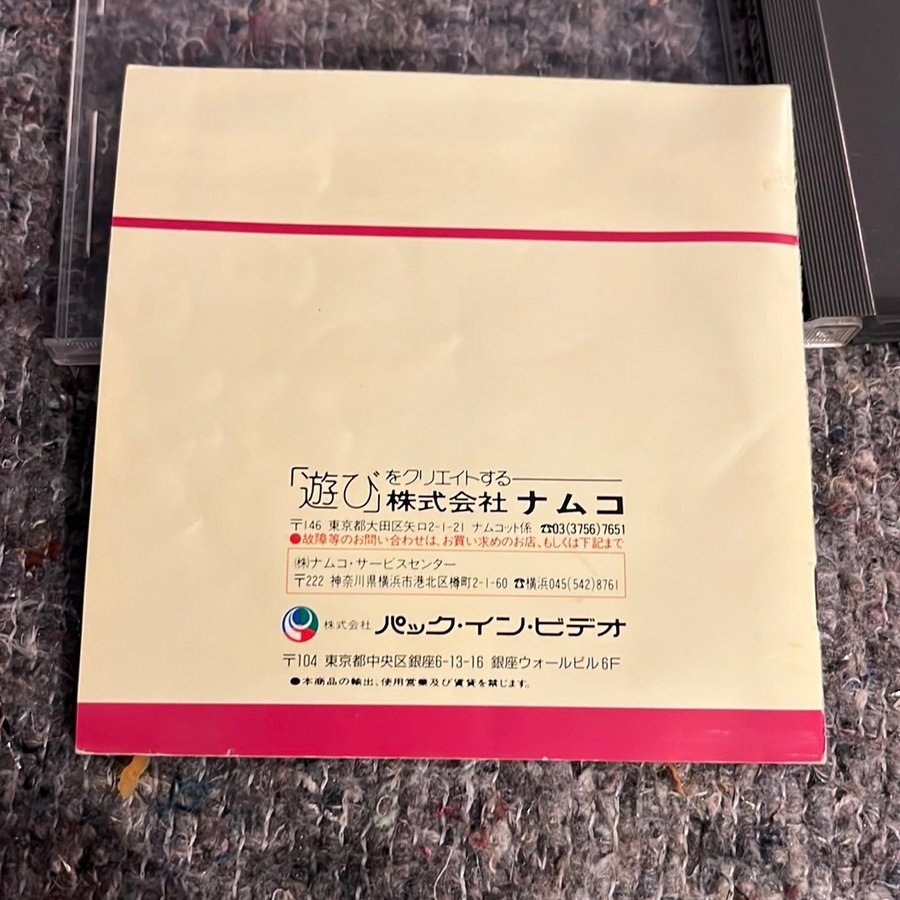 「遊び」をクリエイトする
株式会社 ナムコ
〒146 東京都大田区矢口2-1-21 ナムコット係 ☎03(3756)7651
●故障等のお問い合わせは、お買い求めのお店、もしくは下記まで
㈱ナムコ・サービスセンター
〒222 神奈川県横浜市港北区樽町2-1-60 ☎横浜045(542)8761
株式会社 パック・イン・ビデオ
〒104 東京都中央区銀座6-13-16 銀座ウォールビル6F
●本商品の輸出、使用営業及び賃貸を禁じます。